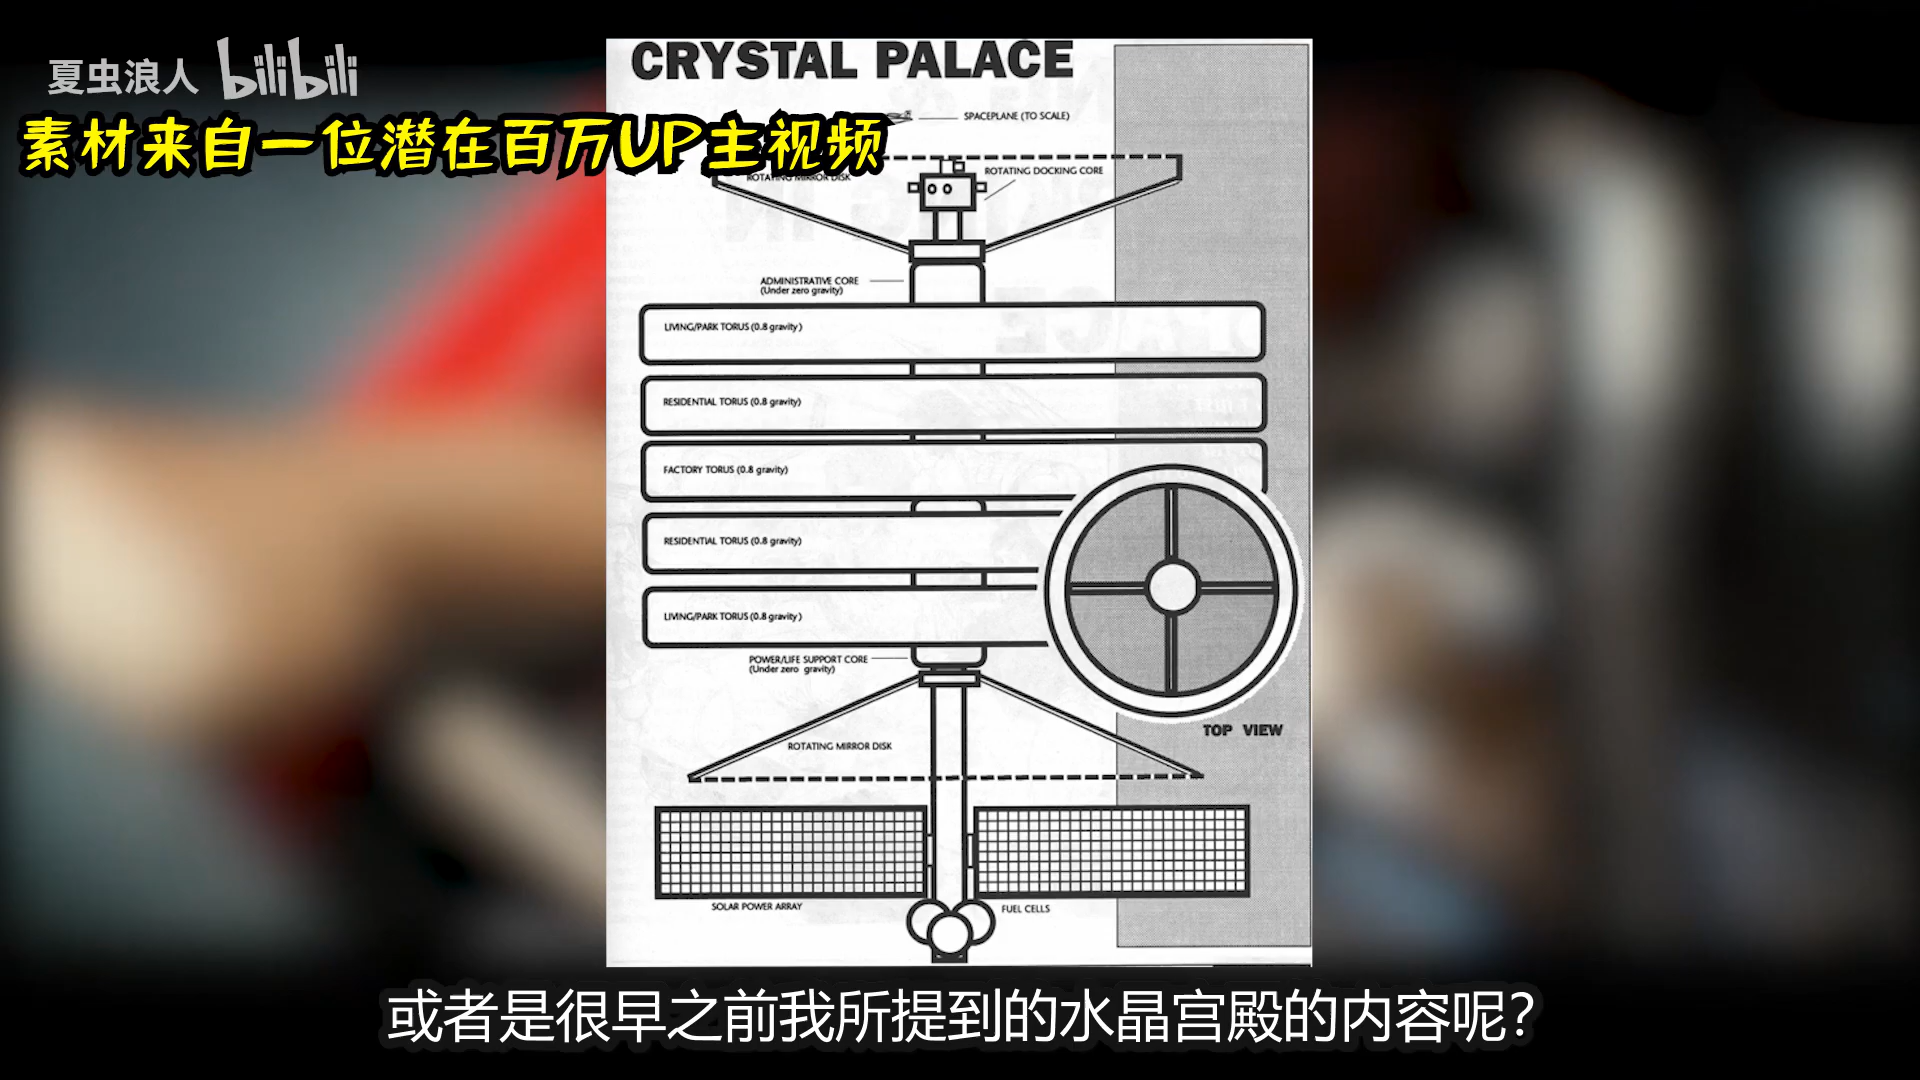 夏虫浪人 bilibili
素材来自一位潜在百万UP主视频
CRYSTAL PALACE
SPACEPLANE (TO SCALE)
ROTATING MIRROR DISK
ROTATING DOCKING CORE
ADMINISTRATIVE CORE
(Under zero gravity)
LIVING/PARK TORUS (0.8 gravity)
RESIDENTIAL TORUS (0.8 gravity)
FACTORY TORUS (0.8 gravity)
RESIDENTIAL TORUS (0.8 gravity)
LIVING/PARK TORUS (0.8 gravity)
POWER/LIFE SUPPORT CORE
(Under zero gravity)
TOP VIEW
ROTATING MIRROR DISK
SOLAR POWER ARRAY
FUEL CELLS
或者是很早之前我所提到的水晶宫殿的内容呢？